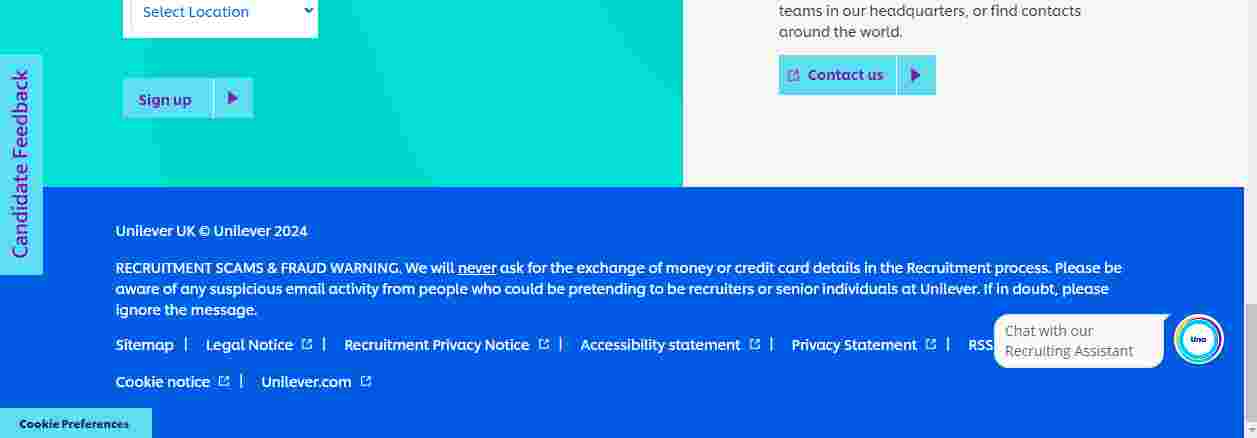 Select Location
Sign up
teams in our headquarters, or find contacts
around the world.
Contact us
Candidate Feedback
Unilever UK © Unilever 2024
RECRUITMENT SCAMS & FRAUD WARNING. We will never ask for the exchange of money or credit card details in the Recruitment process. Please be
aware of any suspicious email activity from people who could be pretending to be recruiters or senior individuals at Unilever. If in doubt, please
ignore the message.
Sitemap | Legal Notice | Recruitment Privacy Notice | Accessibility statement | Privacy Statement | RSS
Cookie notice | Unilever.com
Chat with our
Recruiting Assistant
Una
Cookie Preferences